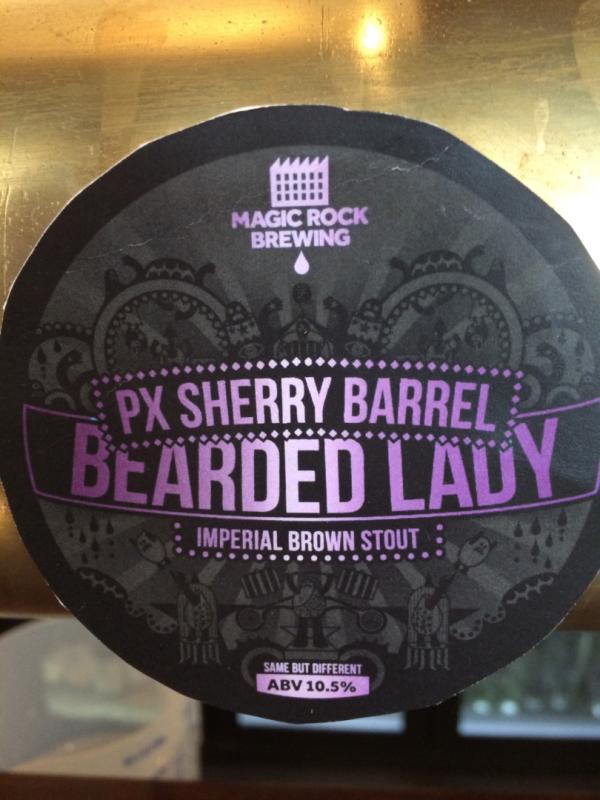 MAGIC ROCK
BREWING
PX SHERRY BARREL
BEARDED LADY
IMPERIAL BROWN STOUT
SAME BUT DIFFERENT
ABV 10.5%